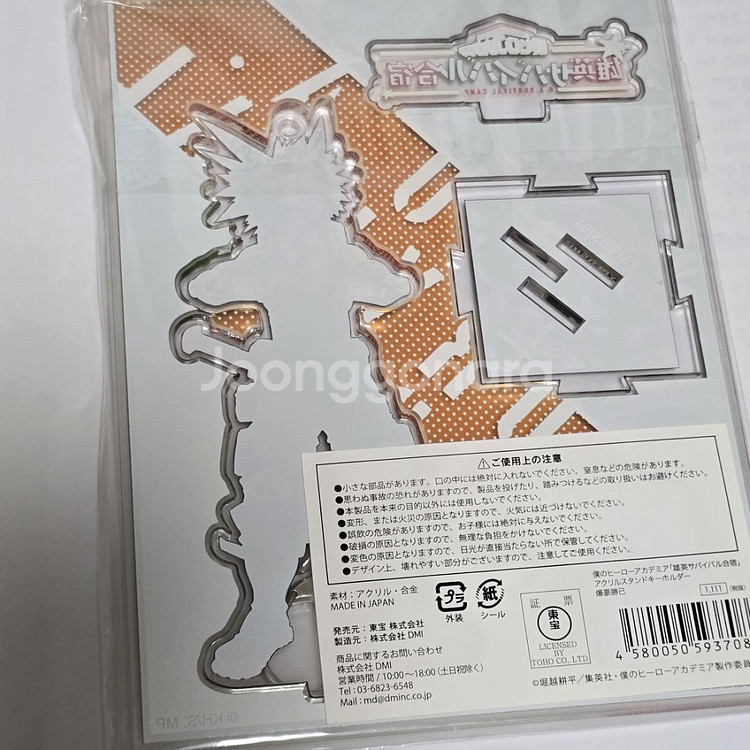 雄英サバイバル合宿
U.A. SURVIVAL CAMP
Joonggonara
⚠ご使用上の注意
●小さな部品があります。口の中には絶対に入れないでください。窒息などの危険があります。
●思わぬ事故の恐れがありますので、製品を投げたり、踏みつけるなどの取り扱いはお避けください。
●本製品を本来の目的以外には使用しないでください。
●変形、または火災の原因となりますので、火気には近づけないでください。
●誤飲の危険がありますので、お子様には絶対に与えないでください。
●破損の原因となりますので、無理な負担をかけないでください。
●変色の原因となりますので、日光が直接当たらない所で保管してください。
●デザイン上、壊れやすい部分がございますので、注意してご使用ください。
素材：アクリル・合金
MADE IN JAPAN
プラ
外装
紙
シール
発売元：東宝 株式会社
製造元：株式会社 DMI
商品に関するお問い合わせ
株式会社 DMI
営業時間 / 10:00〜18:00（土日祝除く）
Tel : 03-6823-6548
Mail : md@dminc.co.jp
証 票
東宝
LICENSED
BY
TOHO CO., LTD
僕のヒーローアカデミア「雄英サバイバル合宿」
アクリルスタンドキーホルダー
爆豪勝己
1,111 (税抜)
4 580050 593708
©堀越耕平／集英社・僕のヒーローアカデミア製作委員
© KH/S, MP